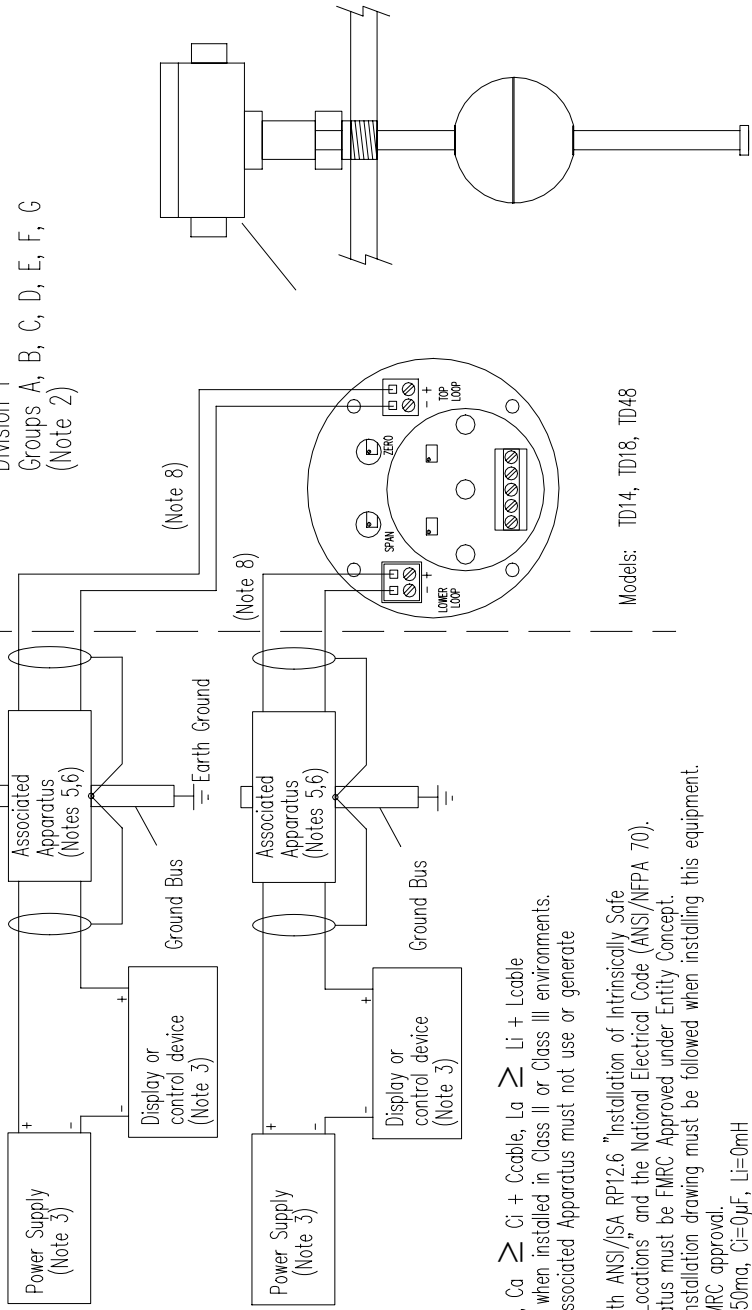 Division 1
Groups A, B, C, D, E, F, G
(Note 2)
Power Supply
(Note 3)
+
-
Display or
control device
(Note 3)
-
+
Associated
Apparatus
(Notes 5,6)
Ground Bus
Earth Ground
(Note 8)
Power Supply
(Note 3)
+
-
Display or
control device
(Note 3)
-
+
Associated
Apparatus
(Notes 5,6)
Ground Bus
(Note 8)
SPAN
ZERO
- +
LOWER
LOOP
- +
TOP
LOOP
Models: TD14, TD18, TD48
, Ca ≥ Ci + Ccable, La ≥ Li + Lcable
when installed in Class II or Class III environments.
ssociated Apparatus must not use or generate
th ANSI/ISA RP12.6 "Installation of Intrinsically Safe
Locations" and the National Electrical Code (ANSI/NFPA 70).
atus must be FMRC Approved under Entity Concept.
nstallation drawing must be followed when installing this equipment.
MRC approval.
50ma, Ci=0µF, Li=0mH